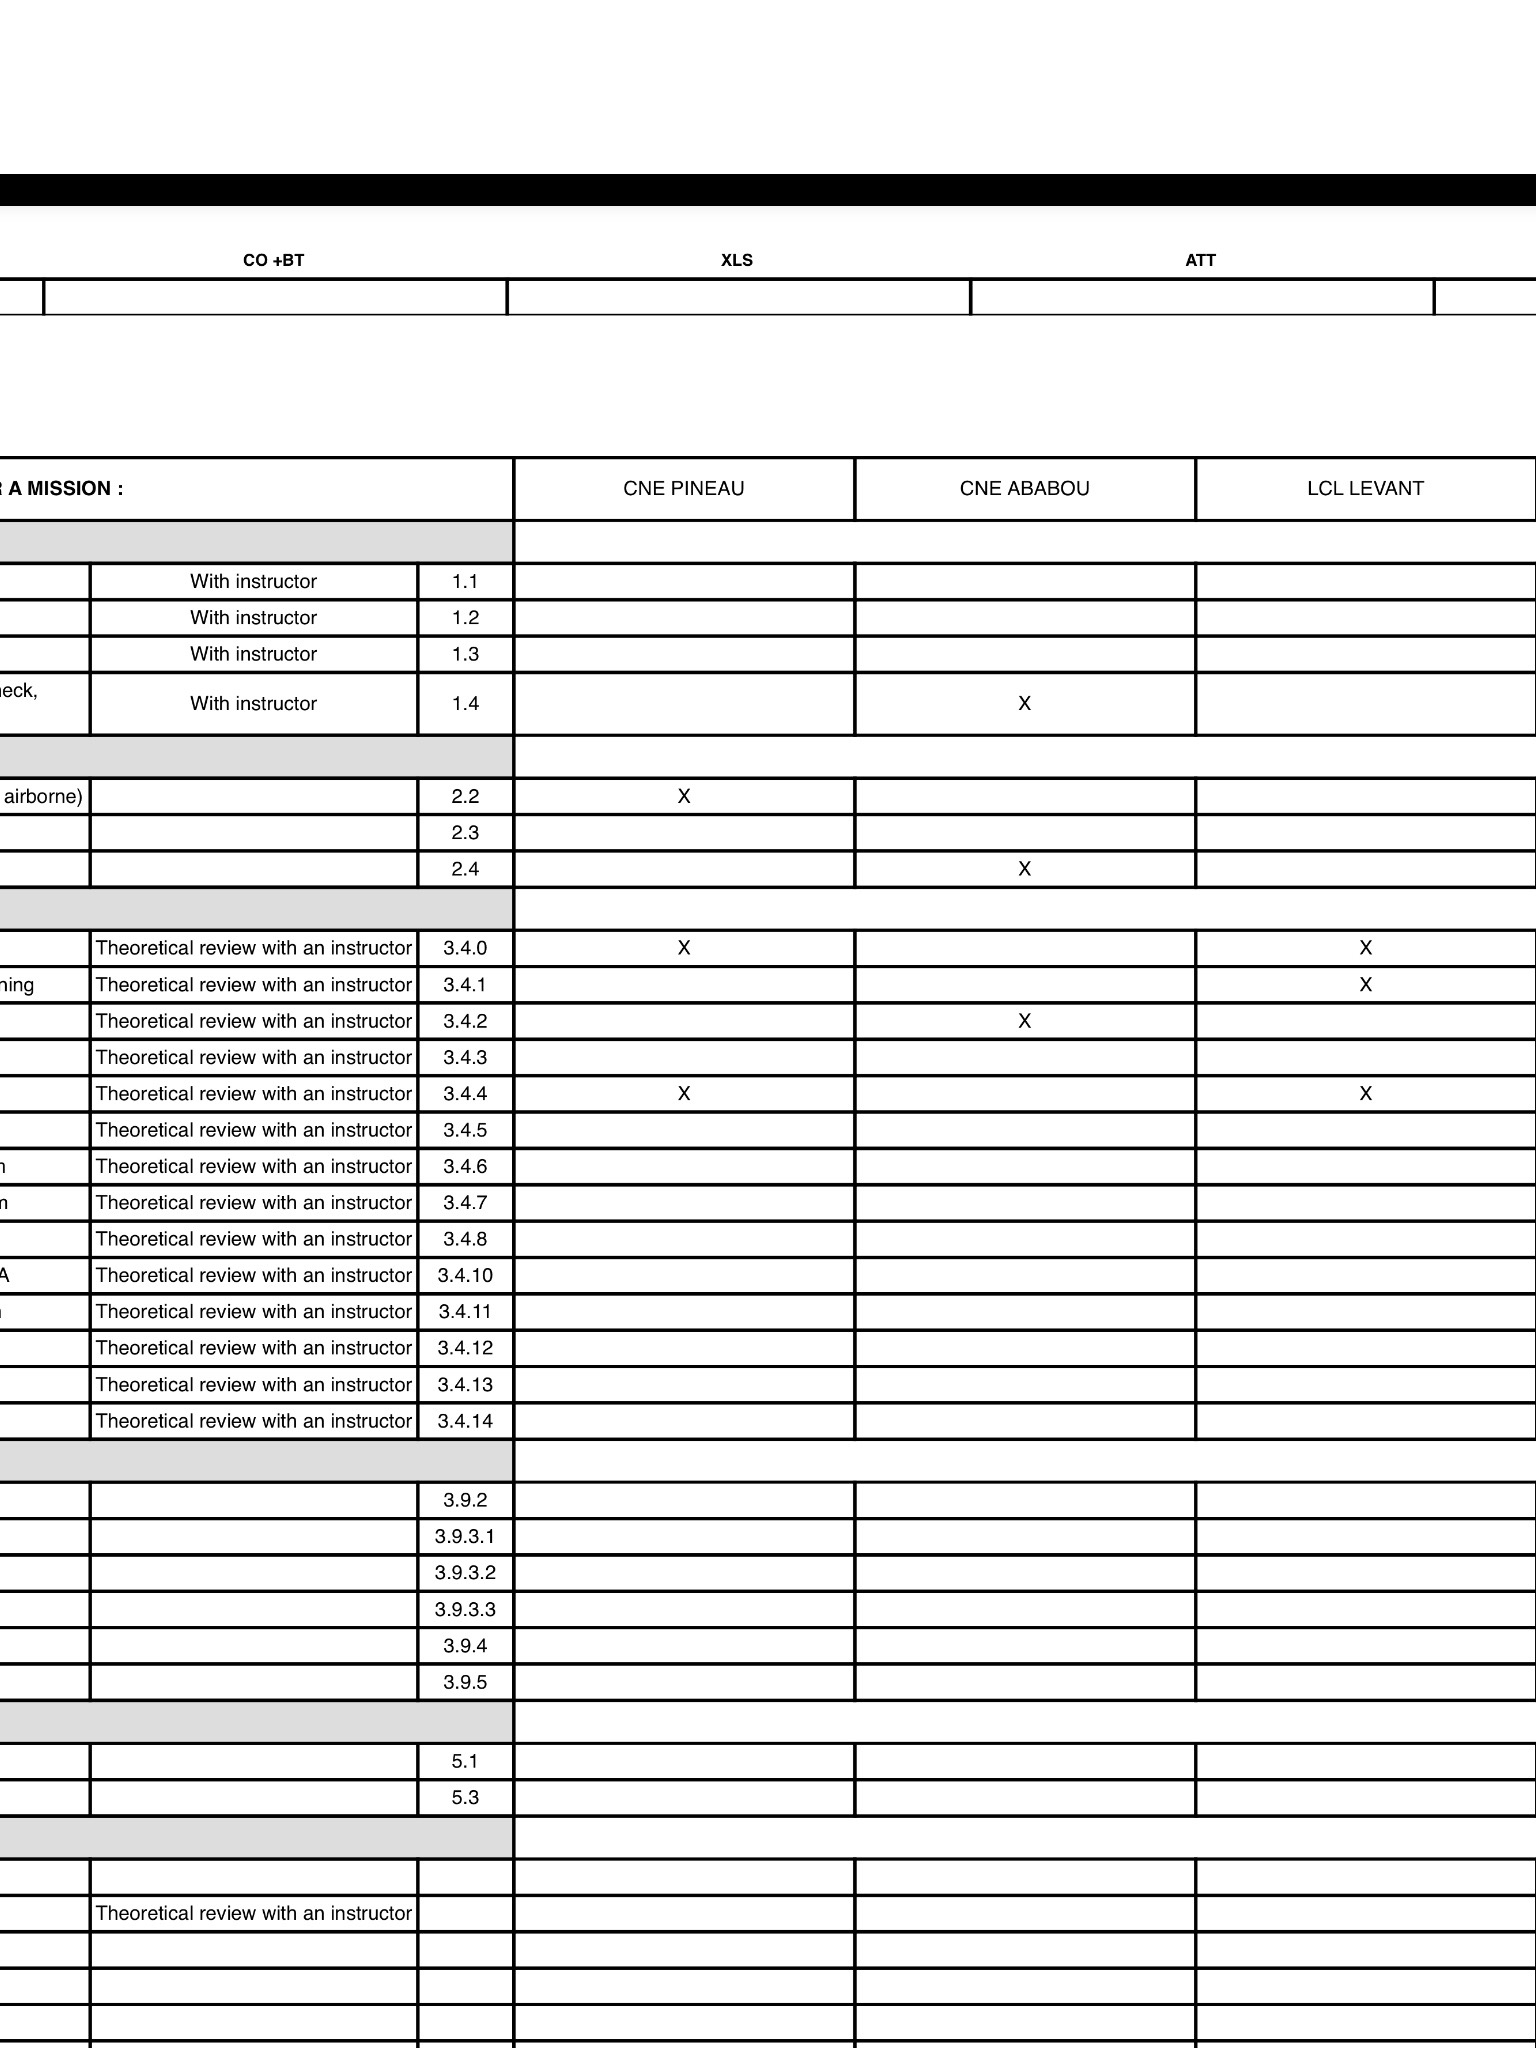 CO +BT XLS ATT
A MISSION : CNE PINEAU CNE ABABOU LCL LEVANT
With instructor 1.1
With instructor 1.2
With instructor 1.3
With instructor 1.4 X
airborne) 2.2 X
2.3
2.4 X
Theoretical review with an instructor 3.4.0 X X
Theoretical review with an instructor 3.4.1 X
Theoretical review with an instructor 3.4.2 X
Theoretical review with an instructor 3.4.3
Theoretical review with an instructor 3.4.4 X X
Theoretical review with an instructor 3.4.5
Theoretical review with an instructor 3.4.6
Theoretical review with an instructor 3.4.7
Theoretical review with an instructor 3.4.8
A Theoretical review with an instructor 3.4.10
Theoretical review with an instructor 3.4.11
Theoretical review with an instructor 3.4.12
Theoretical review with an instructor 3.4.13
Theoretical review with an instructor 3.4.14
3.9.2
3.9.3.1
3.9.3.2
3.9.3.3
3.9.4
3.9.5
5.1
5.3
Theoretical review with an instructor